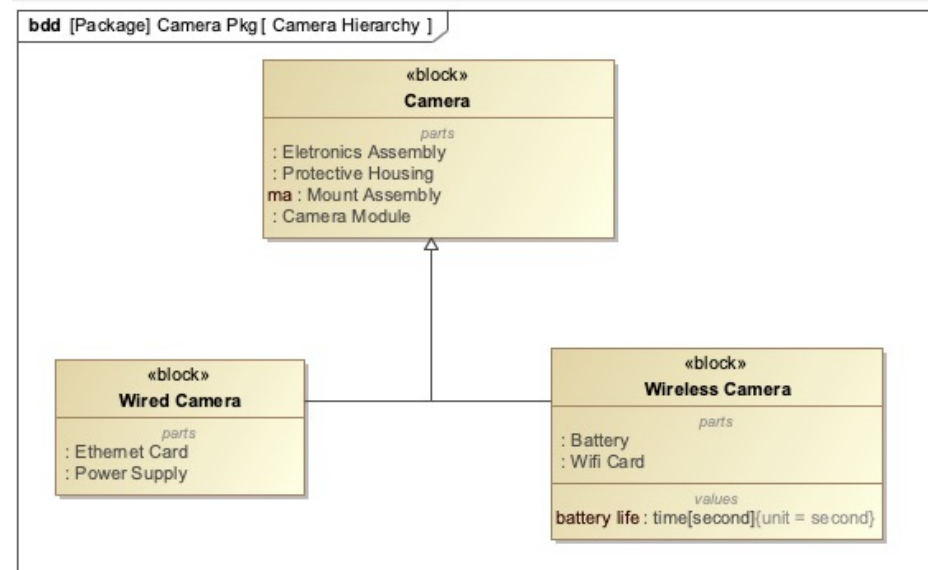 bdd [Package] Camera Pkg [ Camera Hierarchy ]
«block»
Camera
parts
: Eletronics Assembly
: Protective Housing
ma : Mount Assembly
: Camera Module
«block»
Wired Camera
parts
: Ethernet Card
: Power Supply
«block»
Wireless Camera
parts
: Battery
: Wifi Card
values
battery life : time[second]{unit = second}